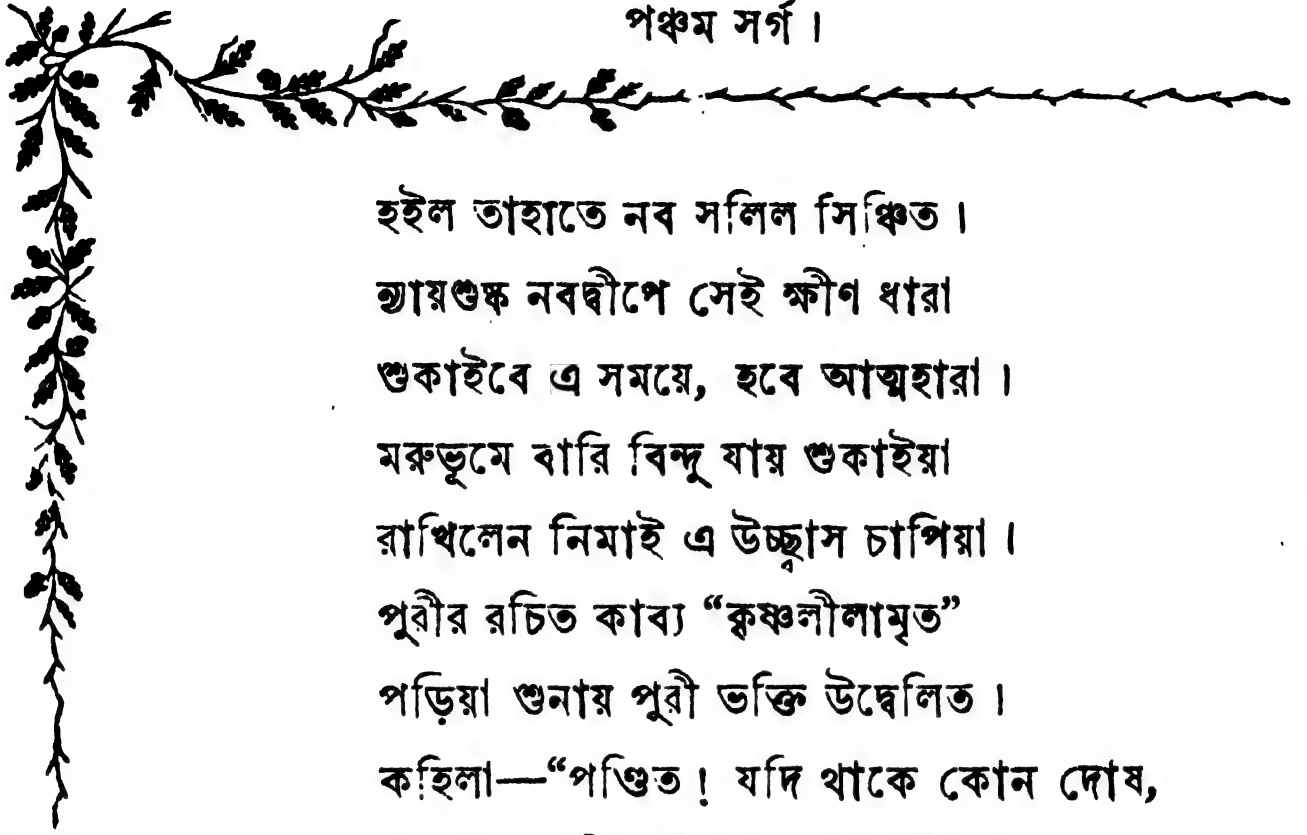 পঞ্চম সর্গ ।
হইল তাহাতে নব সলিল সিঞ্চিত ।
ন্যায়শুষ্ক নবদ্বীপে সেই ক্ষীণ ধারা
শুকাইবে এ সময়ে, হবে আত্মহারা ।
মরুভূমে বারি বিন্দু যায় শুকাইয়া
রাখিলেন নিমাই এ উচ্ছ্বাস চাপিয়া ।
পুরীর রচিত কাব্য “কৃষ্ণলীলামৃত”
পড়িয়া শুনায় পুরী ভক্তি উদ্বেলিত ।
কহিলা—“পণ্ডিত ! যদি থাকে কোন দোষ,